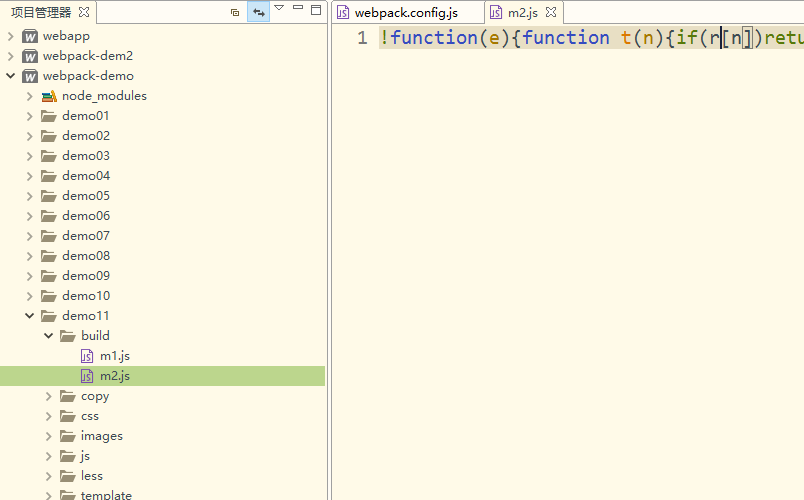 项目管理器
webapp
webpack-dem2
webpack-demo
node_modules
demo01
demo02
demo03
demo04
demo05
demo06
demo07
demo08
demo09
demo10
demo11
build
m1.js
m2.js
copy
css
images
js
less
template
webpack.config.js
m2.js
1 !function(e){function t(n){if(r[n])retu